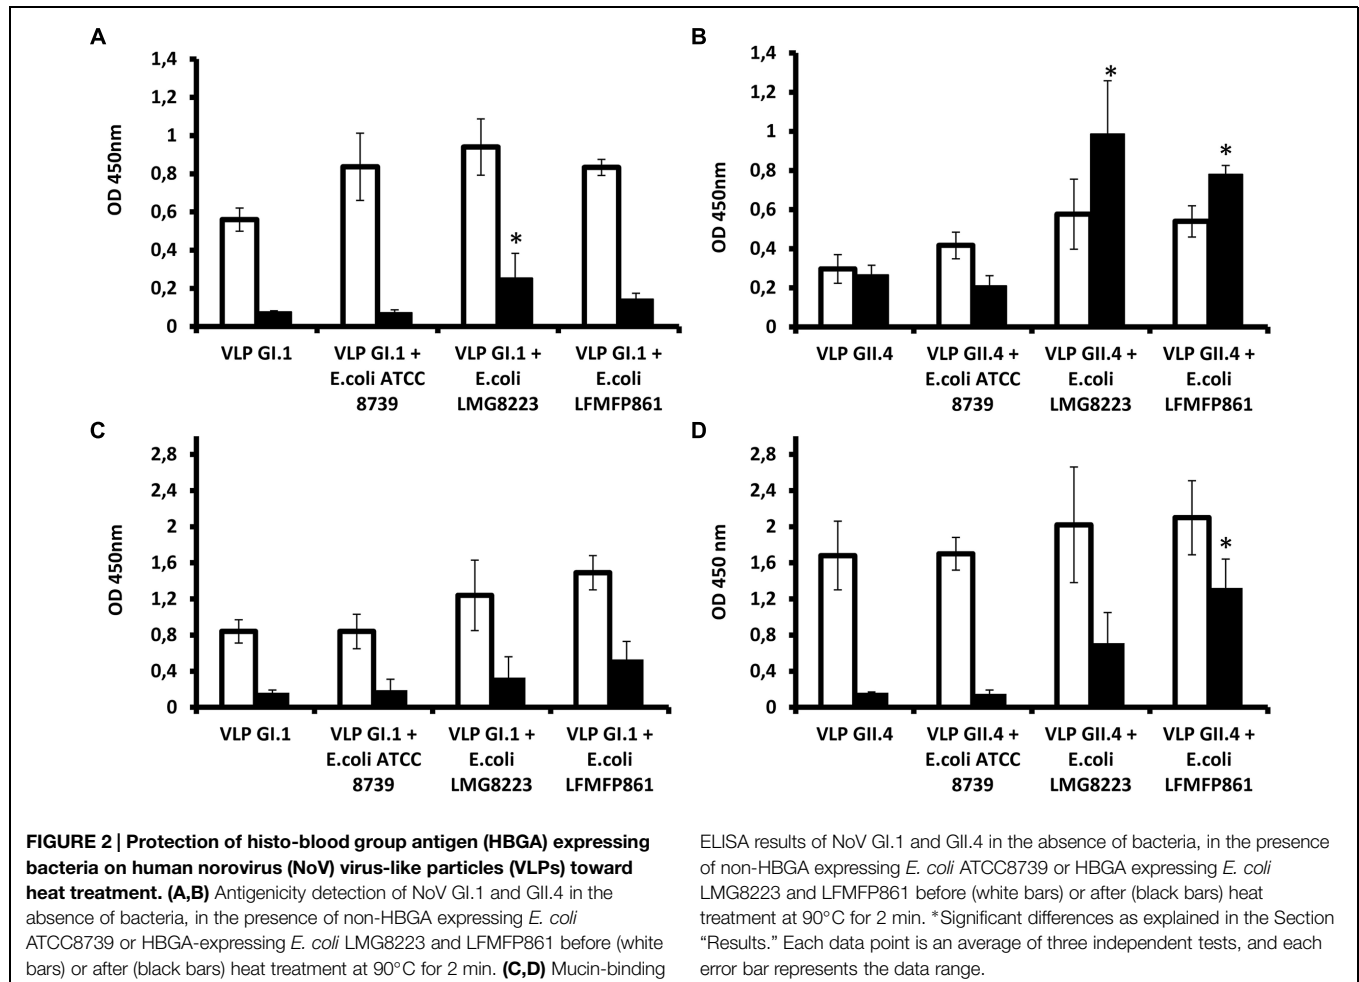 A
1,4
1,2
1
0,8
0,6
0,4
0,2
0
OD 450nm
*
VLP GI.1
VLP GI.1 +
E.coli ATCC
8739
VLP GI.1 +
E.coli
LMG8223
VLP GI.1 +
E.coli
LFMFP861
B
1,4
1,2
1
0,8
0,6
0,4
0,2
0
OD 450nm
*
*
VLP GII.4
VLP GII.4 +
E.coli ATCC
8739
VLP GII.4 +
E.coli
LMG8223
VLP GII.4 +
E.coli
LFMFP861
C
2,8
2,4
2
1,6
1,2
0,8
0,4
0
OD 450nm
VLP GI.1
VLP GI.1 +
E.coli ATCC
8739
VLP GI.1 +
E.coli
LMG8223
VLP GI.1 +
E.coli
LFMFP861
D
2,8
2,4
2
1,6
1,2
0,8
0,4
0
OD 450 nm
*
VLP GII.4
VLP GII.4 +
E.coli ATCC
8739
VLP GII.4 +
E.coli
LMG8223
VLP GII.4 +
E.coli
LFMFP861
FIGURE 2 | Protection of histo-blood group antigen (HBGA) expressing
bacteria on human norovirus (NoV) virus-like particles (VLPs) toward
heat treatment. (A,B) Antigenicity detection of NoV GI.1 and GII.4 in the
absence of bacteria, in the presence of non-HBGA expressing E. coli
ATCC8739 or HBGA-expressing E. coli LMG8223 and LFMFP861 before (white
bars) or after (black bars) heat treatment at 90°C for 2 min. (C,D) Mucin-binding
ELISA results of NoV GI.1 and GII.4 in the absence of bacteria, in the presence
of non-HBGA expressing E. coli ATCC8739 or HBGA expressing E. coli
LMG8223 and LFMFP861 before (white bars) or after (black bars) heat
treatment at 90°C for 2 min. *Significant differences as explained in the Section
“Results.” Each data point is an average of three independent tests, and each
error bar represents the data range.